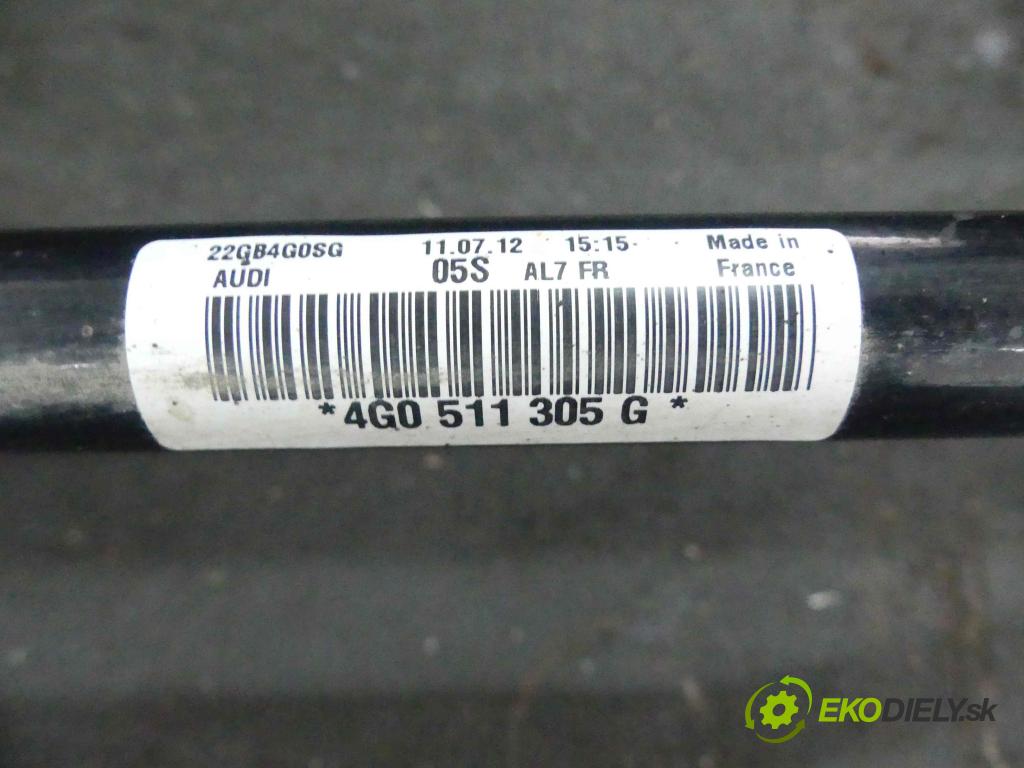 22GB4G0SG 11.07.12 15:15 Made in
AUDI 05S AL7 FR France
*4G0 511 305 G*
EKODIELY.sk